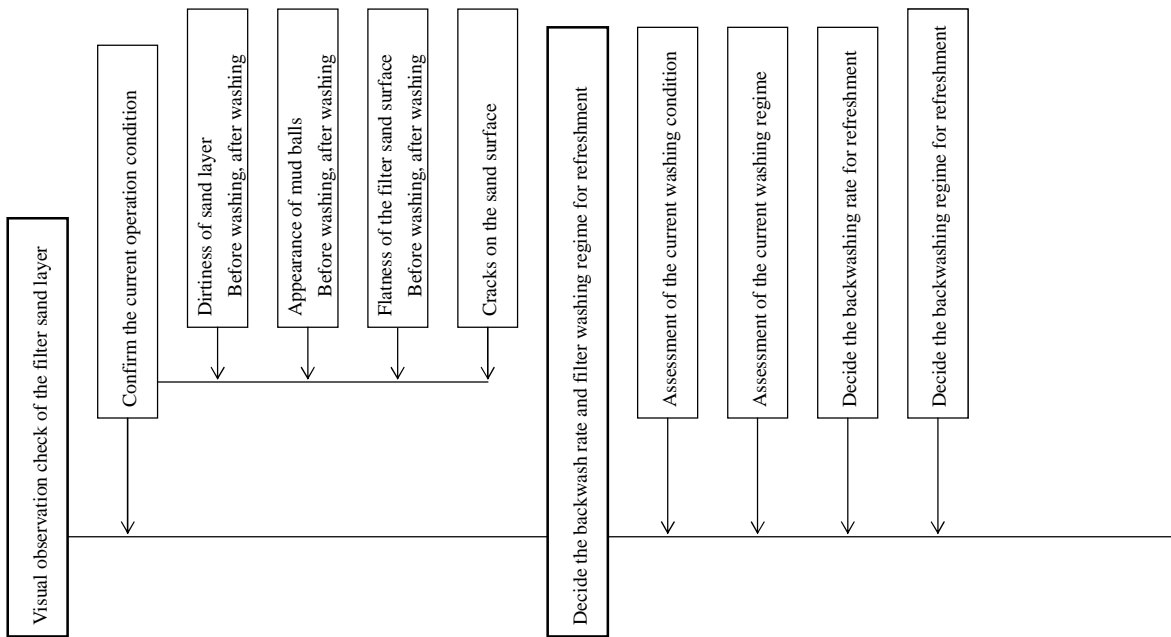 Visual observation check of the filter sand layer
Confirm the current operation condition
Dirtiness of sand layer
Before washing, after washing
Appearance of mud balls
Before washing, after washing
Flatness of the filter sand surface
Before washing, after washing
Cracks on the sand surface
Decide the backwash rate and filter washing regime for refreshment
Assessment of the current washing condition
Assessment of the current washing regime
Decide the backwashing rate for refreshment
Decide the backwashing regime for refreshment